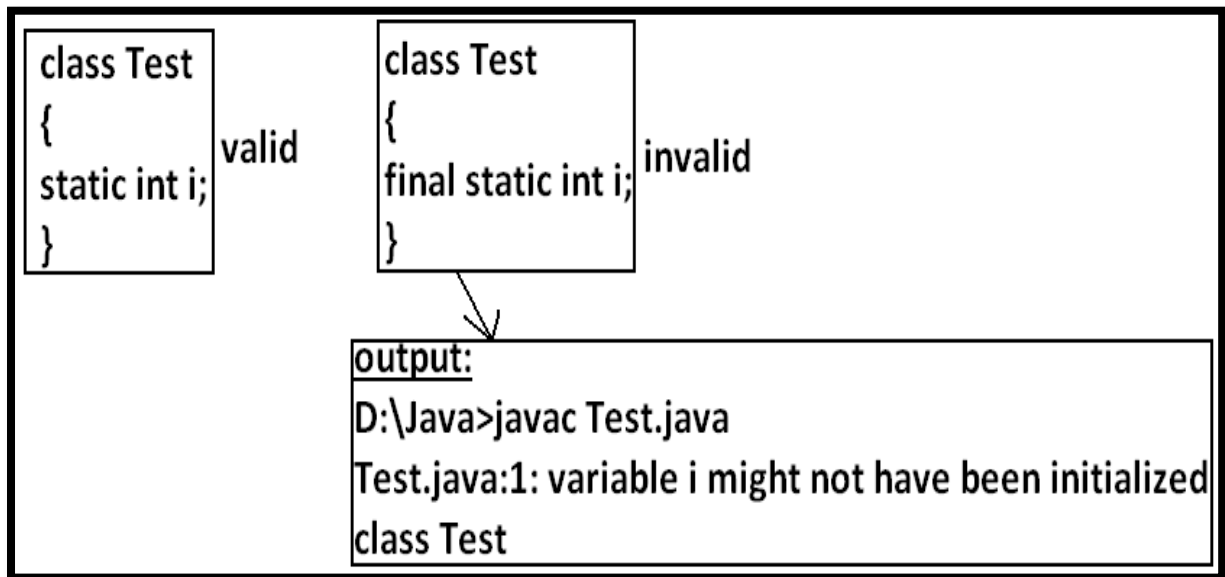 class Test
{
static int i;
}
valid
class Test
{
final static int i;
}
invalid
output:
D:\Java>javac Test.java
Test.java:1: variable i might not have been initialized
class Test